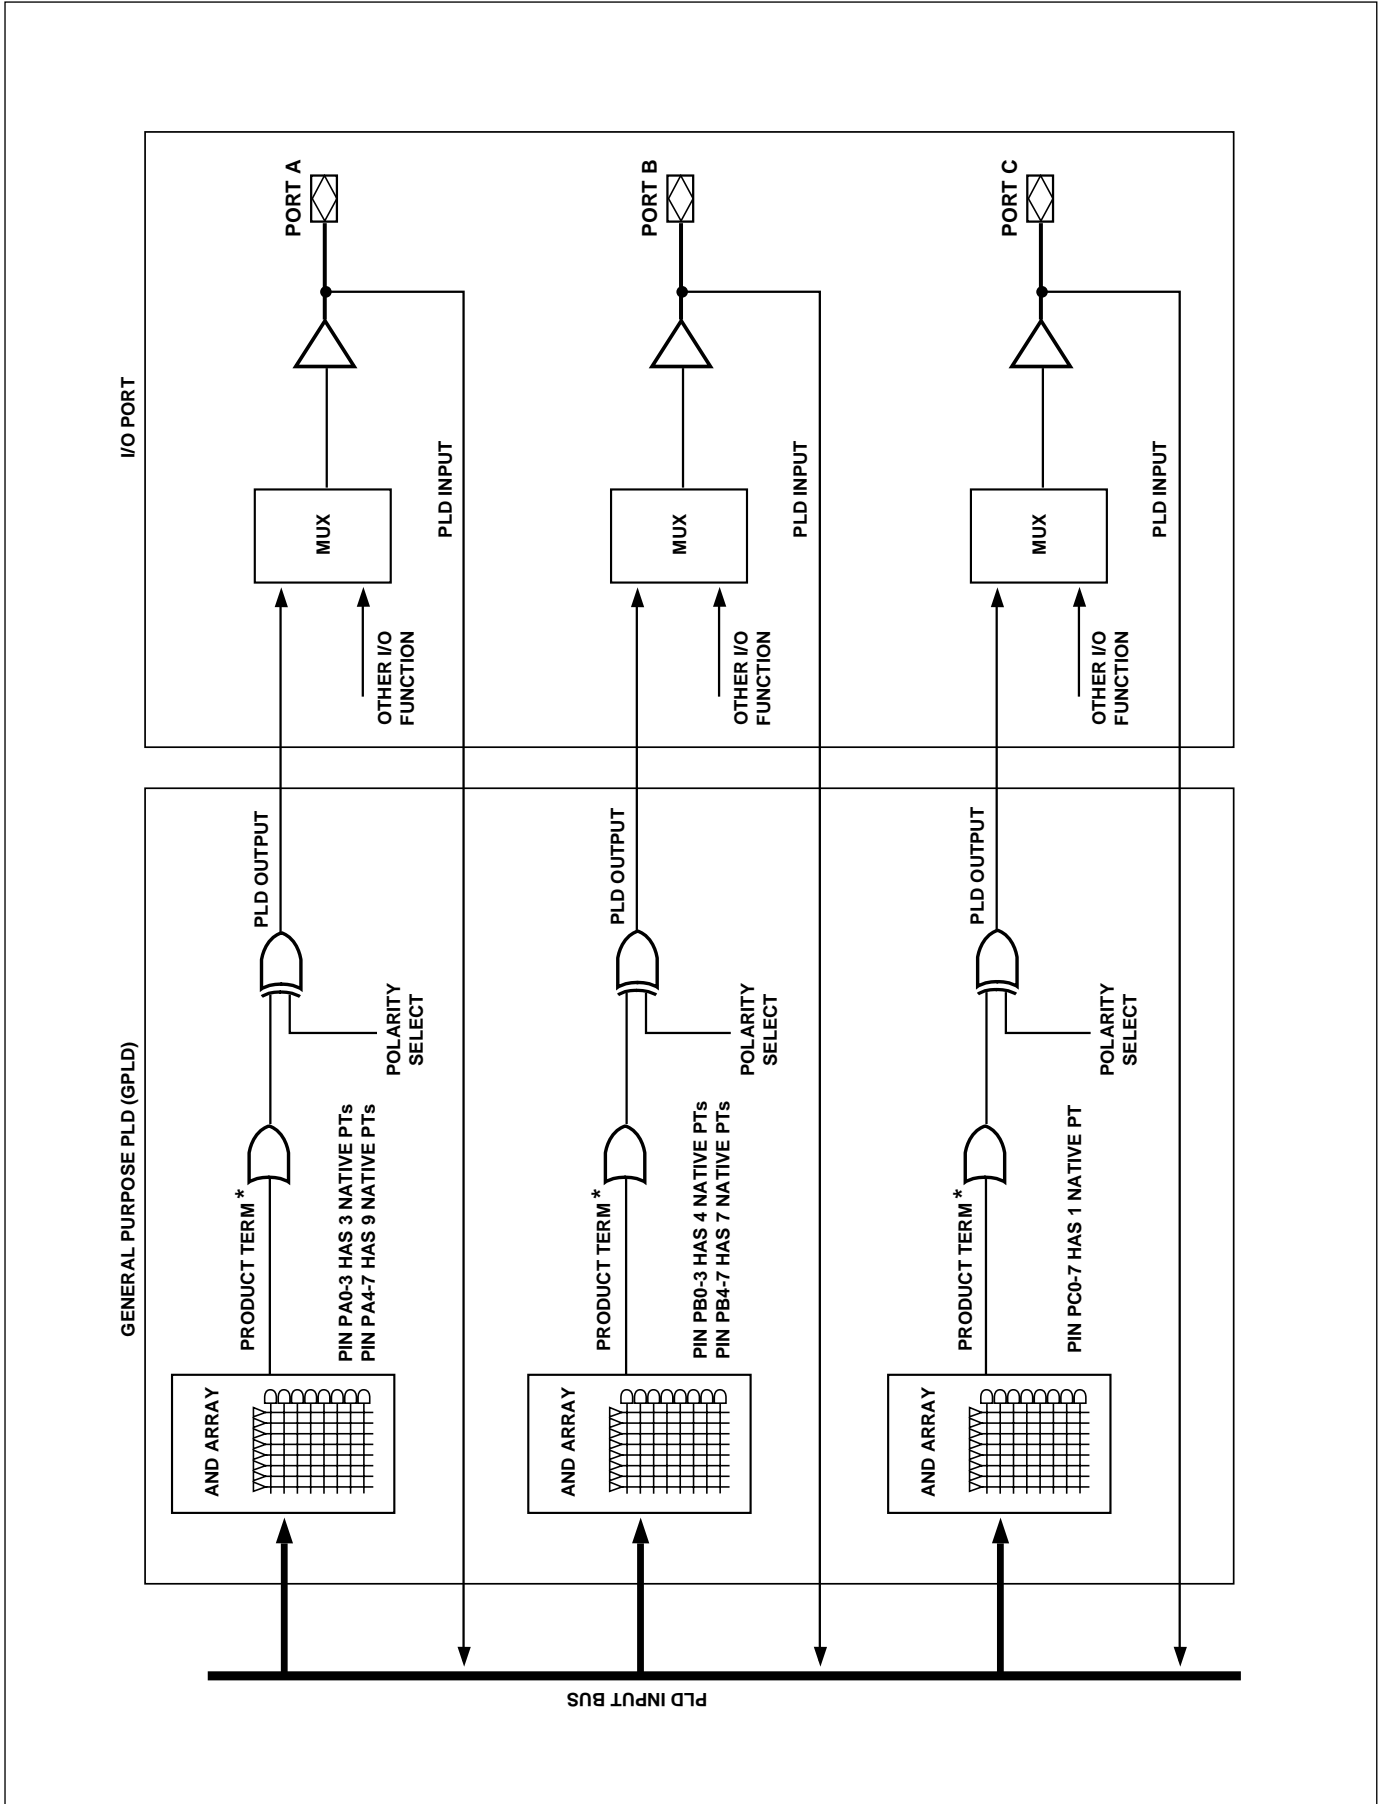 GENERAL PURPOSE PLD (GPLD)
I/O PORT
PLD INPUT BUS
AND ARRAY
PRODUCT TERM *
PIN PA0-3 HAS 3 NATIVE PTs
PIN PA4-7 HAS 9 NATIVE PTs
POLARITY
SELECT
PLD OUTPUT
OTHER I/O
FUNCTION
MUX
PLD INPUT
PORT A
AND ARRAY
PRODUCT TERM *
PIN PB0-3 HAS 4 NATIVE PTs
PIN PB4-7 HAS 7 NATIVE PTs
POLARITY
SELECT
PLD OUTPUT
OTHER I/O
FUNCTION
MUX
PLD INPUT
PORT B
AND ARRAY
PRODUCT TERM *
PIN PC0-7 HAS 1 NATIVE PT
POLARITY
SELECT
PLD OUTPUT
OTHER I/O
FUNCTION
MUX
PLD INPUT
PORT C